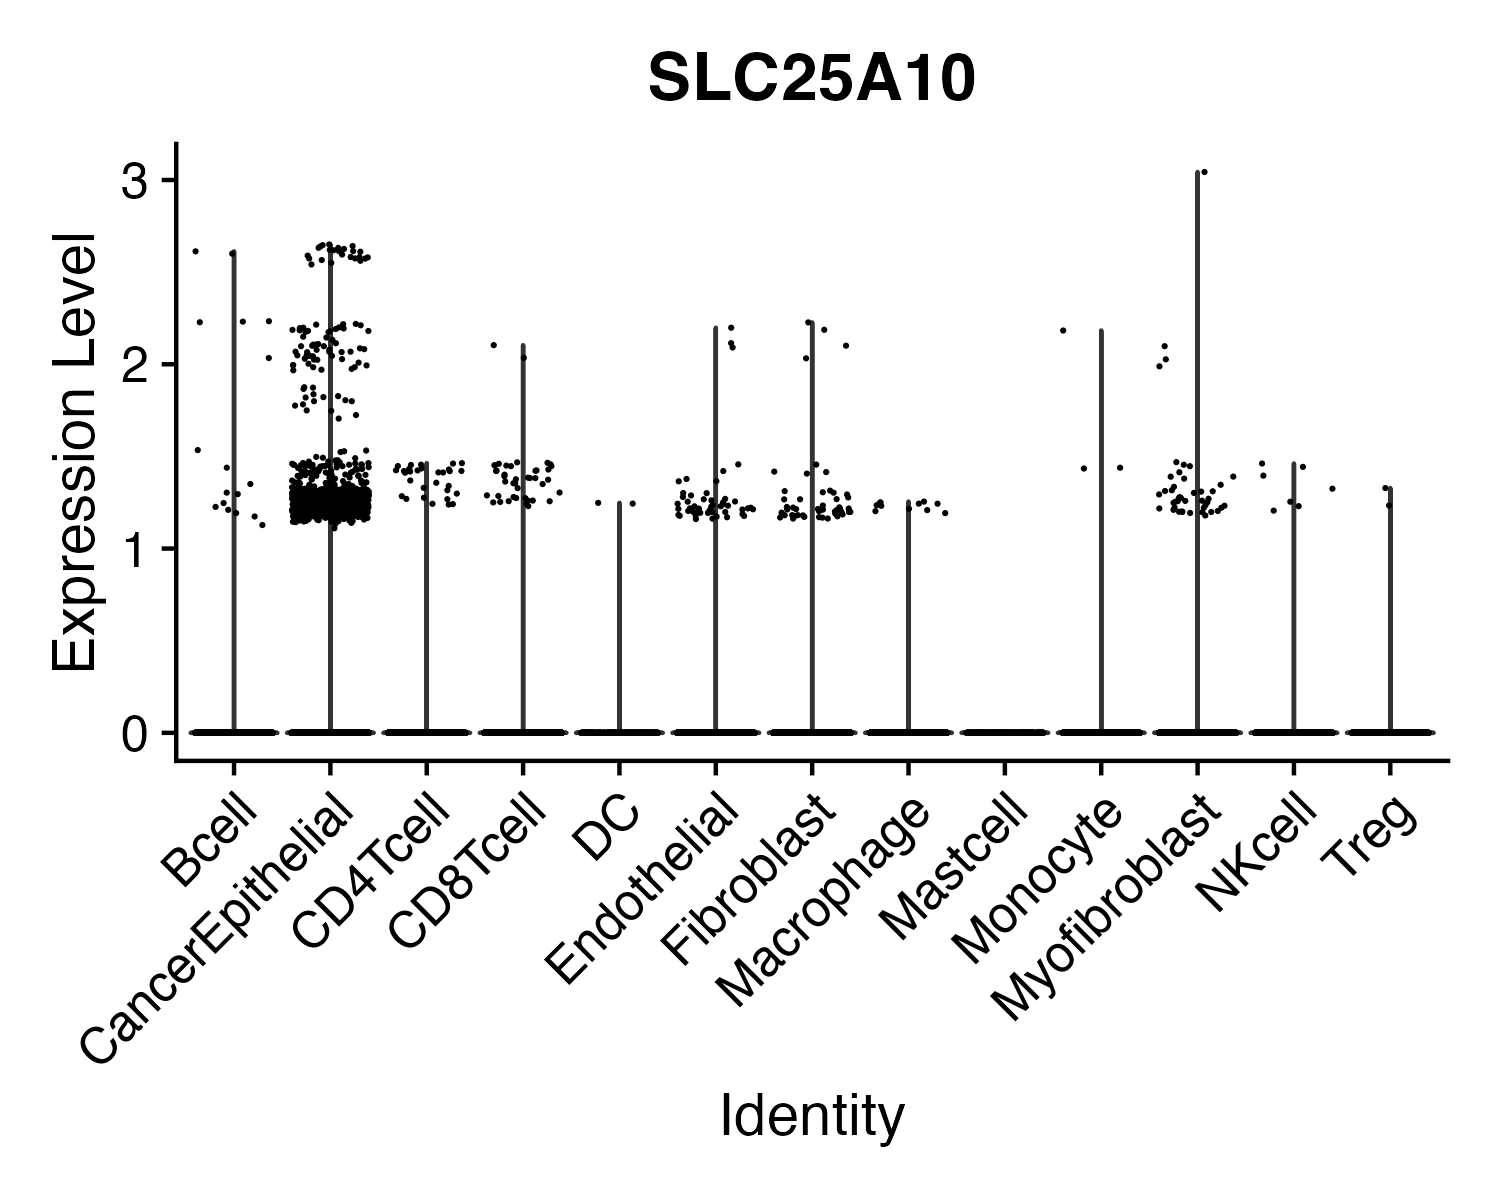 SLC25A10
Expression Level
3
2
1
0
Bcell
CancerEpithelial
CD4Tcell
CD8Tcell
DC
Endothelial
Fibroblast
Macrophage
Mastcell
Monocyte
Myofibroblast
NKcell
Treg
Identity